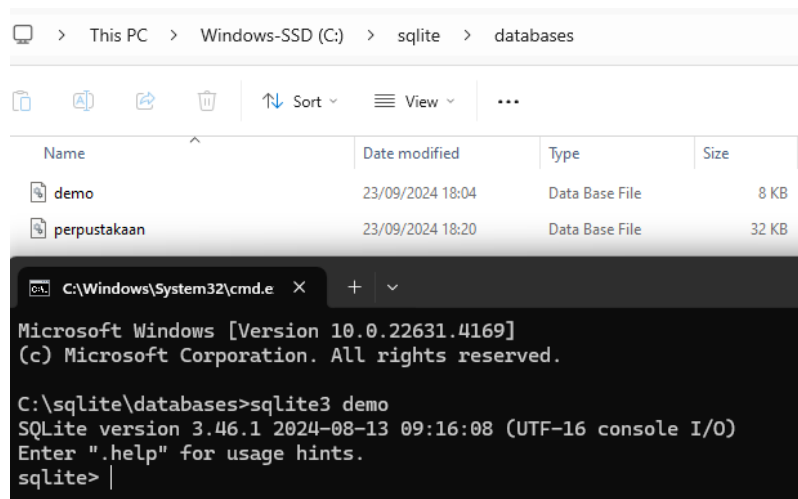 This PC > Windows-SSD (C:) > sqlite > databases
Sort View ...
Name Date modified Type Size
demo 23/09/2024 18:04 Data Base File 8 KB
perpustakaan 23/09/2024 18:20 Data Base File 32 KB
C:\Windows\System32\cmd.e
Microsoft Windows [Version 10.0.22631.4169]
(c) Microsoft Corporation. All rights reserved.
C:\sqlite\databases>sqlite3 demo
SQLite version 3.46.1 2024-08-13 09:16:08 (UTF-16 console I/O)
Enter ".help" for usage hints.
sqlite>